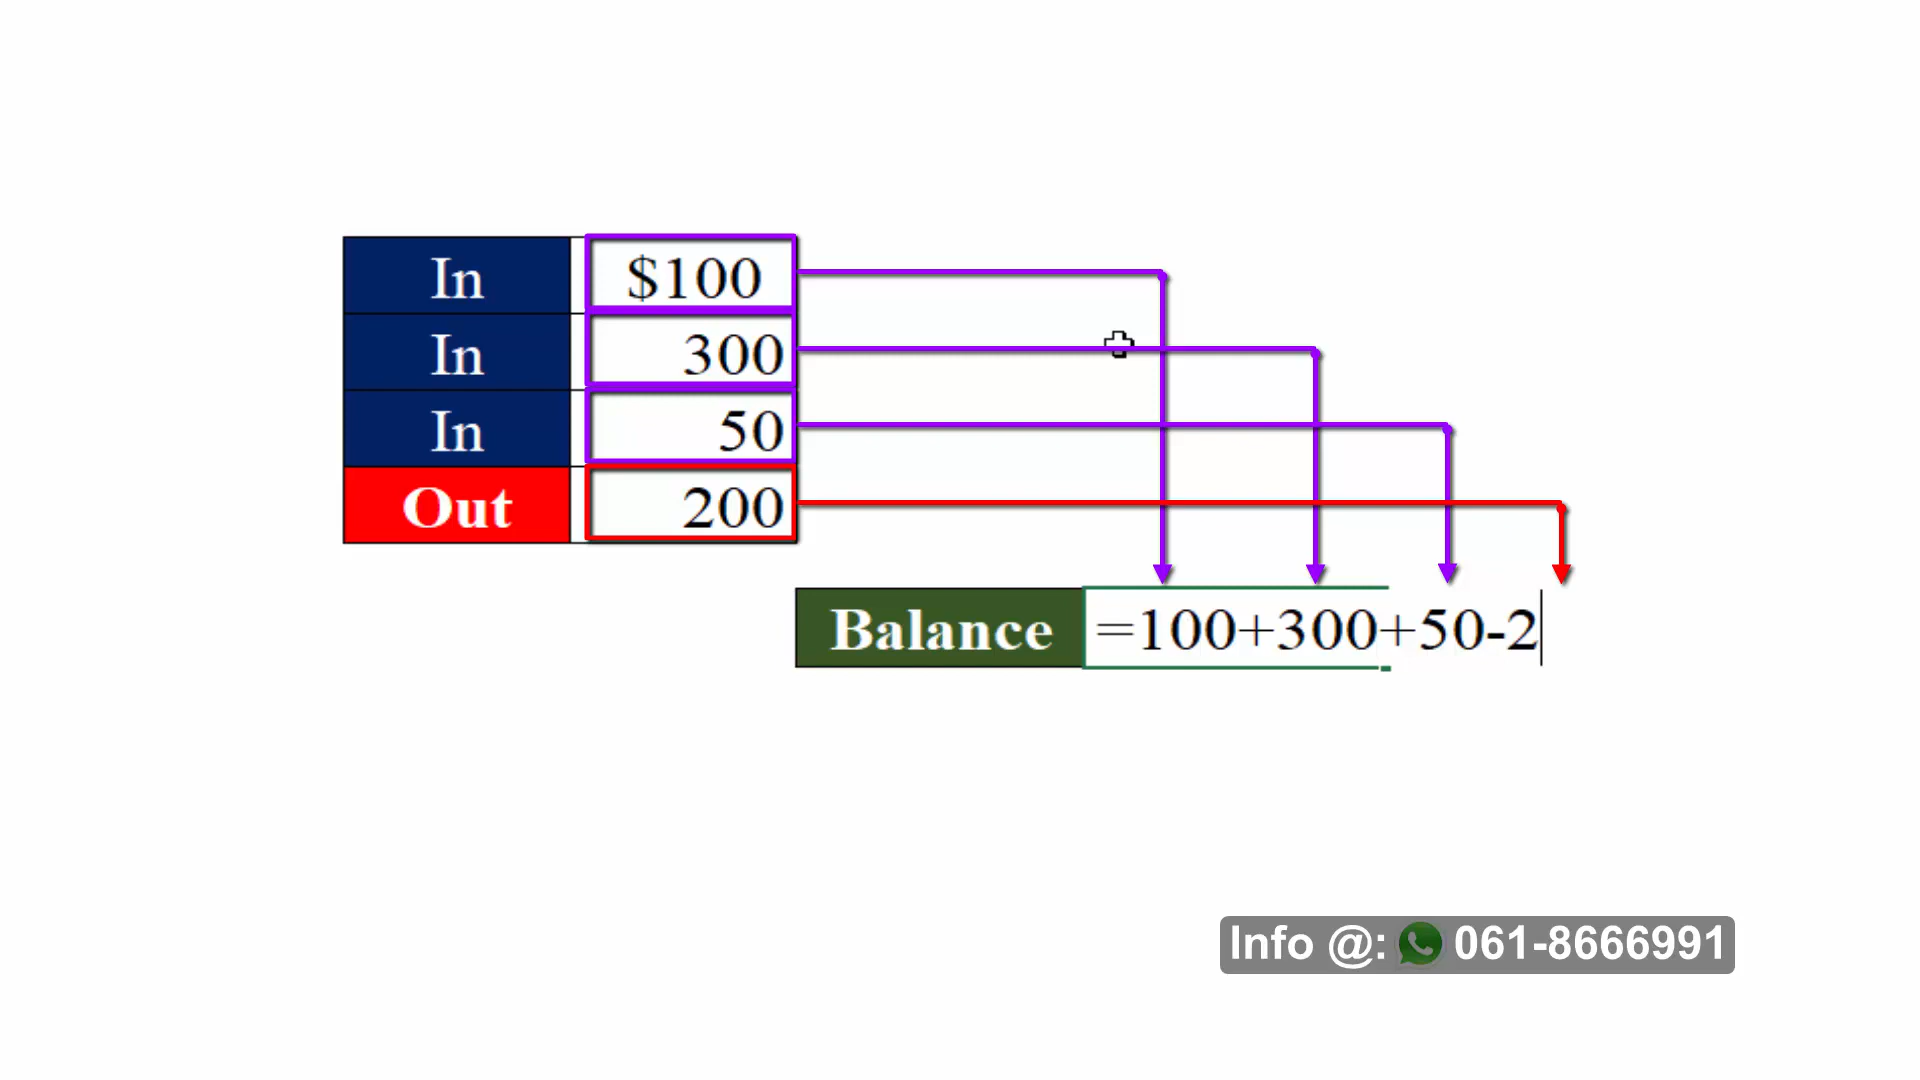 In $100
In 300
In 50
Out 200
Balance =100+300+50-2
Info @: 061-8666991